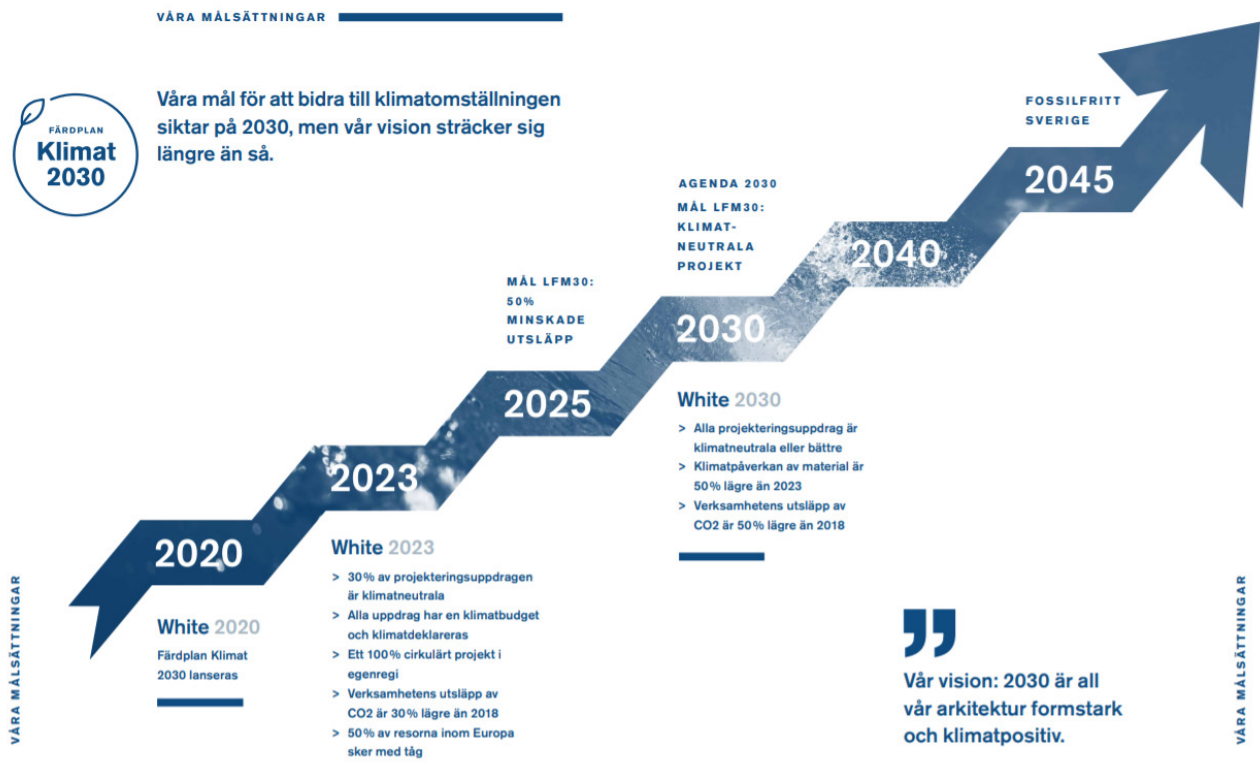 VÅRA MÅLSÄTTNINGAR
FÄRDPLAN
Klimat
2030
Våra mål för att bidra till klimatomställningen
siktar på 2030, men vår vision sträcker sig
längre än så.
FOSSILFRITT
SVERIGE
2045
AGENDA 2030
MÅL LFM30:
KLIMAT-
NEUTRALA
PROJEKT
2040
MÅL LFM30:
50%
MINSKADE
UTSLÄPP
2030
2025
White 2030
> Alla projekteringsuppdrag är
klimatneutrala eller bättre
> Klimatpåverkan av material är
50% lägre än 2023
> Verksamhetens utsläpp av
CO2 är 50% lägre än 2018
2023
White 2023
> 30% av projekteringsuppdragen
är klimatneutrala
> Alla uppdrag har en klimatbudget
och klimatdeklareras
> Ett 100% cirkulärt projekt i
egenregi
> Verksamhetens utsläpp av
CO2 är 30% lägre än 2018
> 50% av resorna inom Europa
sker med tåg
2020
White 2020
Färdplan Klimat
2030 lanseras
VÅRA MÅLSÄTTNINGAR
”
Vår vision: 2030 är all
vår arkitektur formstark
och klimatpositiv.
VÅRA MÅLSÄTTNINGAR